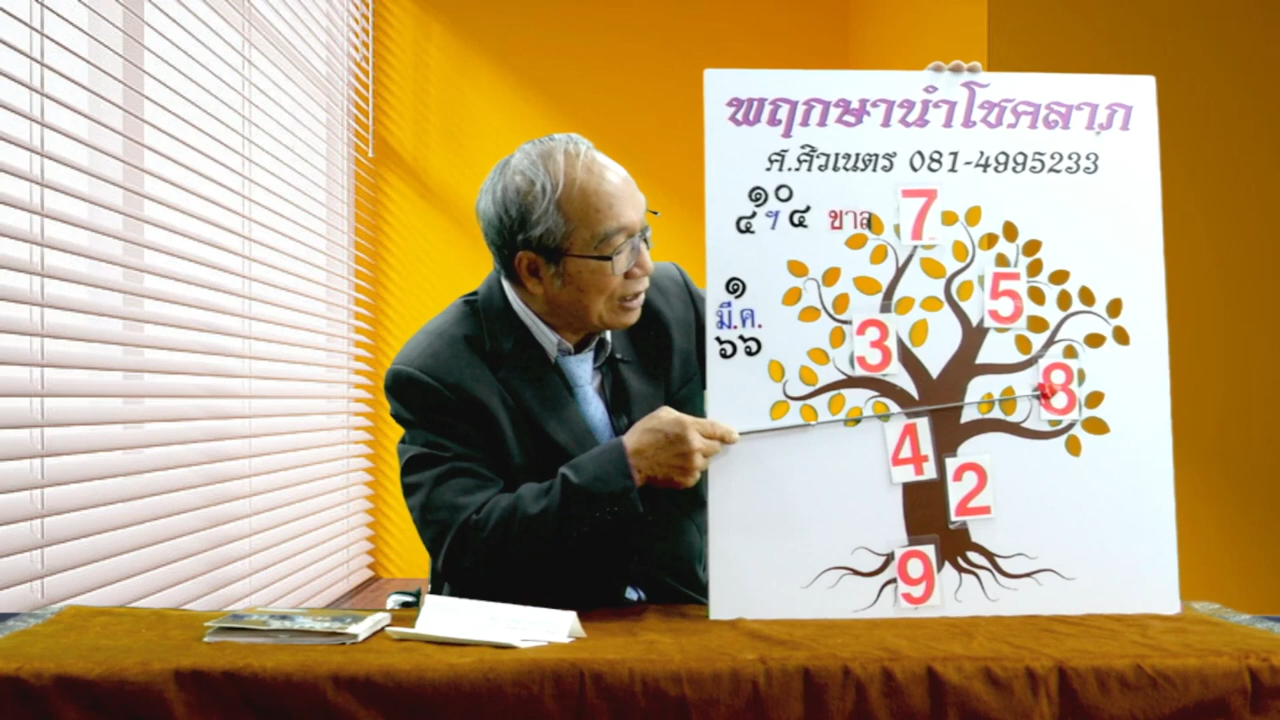 พฤกษานำโชคลาภ
ศ.ศิวเนตร 081-4995233
๑๐
๔ฯ๔ ขาล
7
5
๑
มี.ค.
๖๖
3
8
4
2
9